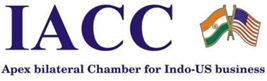 IACC
Apex bilateral Chamber for Indo-US business